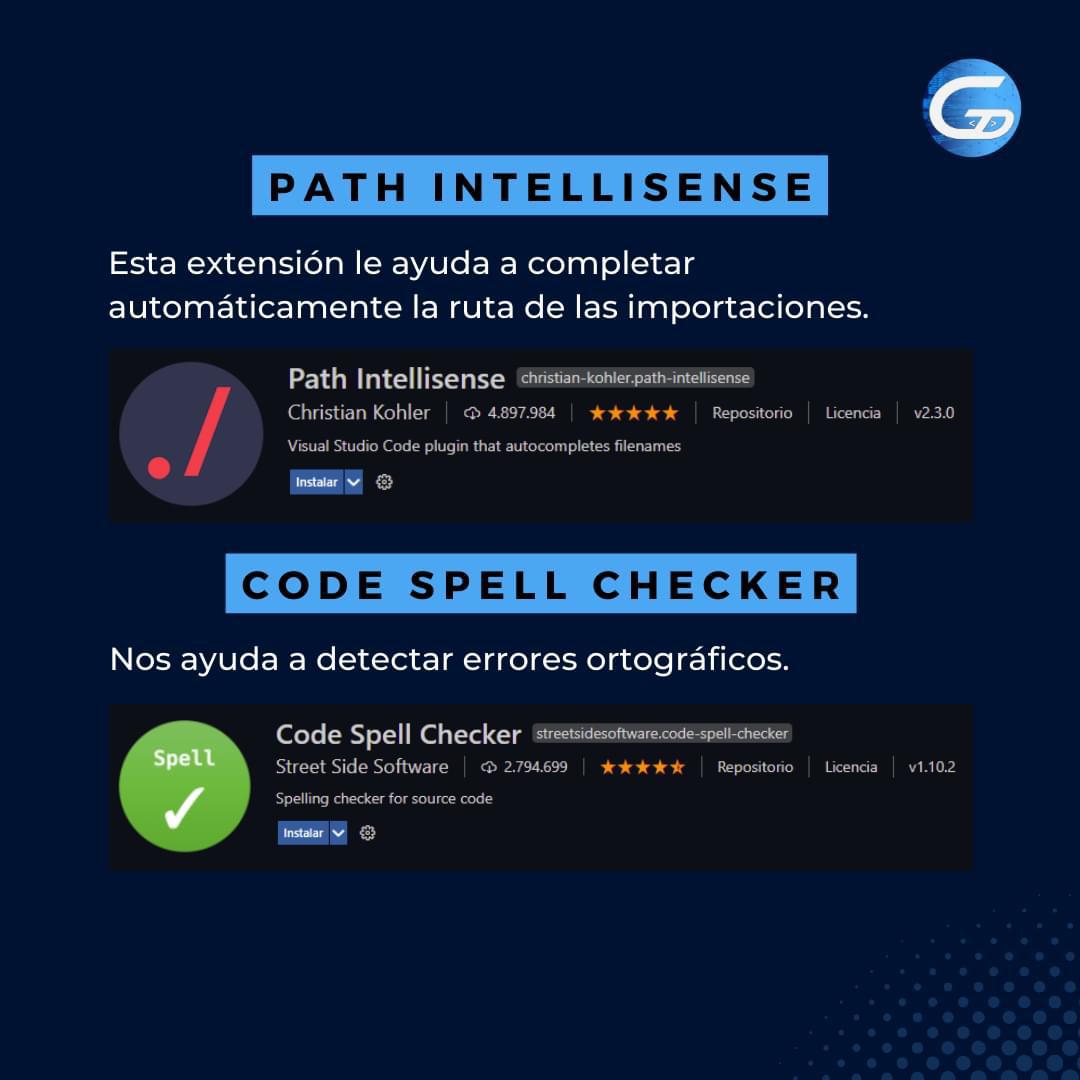 PATH INTELLISENSE
Esta extensión le ayuda a completar
automáticamente la ruta de las importaciones.
./
Path Intellisense christian-kohler.path-intellisense
Christian Kohler 4.897.984 Repositorio Licencia v2.3.0
Visual Studio Code plugin that autocompletes filenames
Instalar
CODE SPELL CHECKER
Nos ayuda a detectar errores ortográficos.
Spell
Code Spell Checker streetsidesoftware.code-spell-checker
Street Side Software 2.794.699 Repositorio Licencia v1.10.2
Spelling checker for source code
Instalar